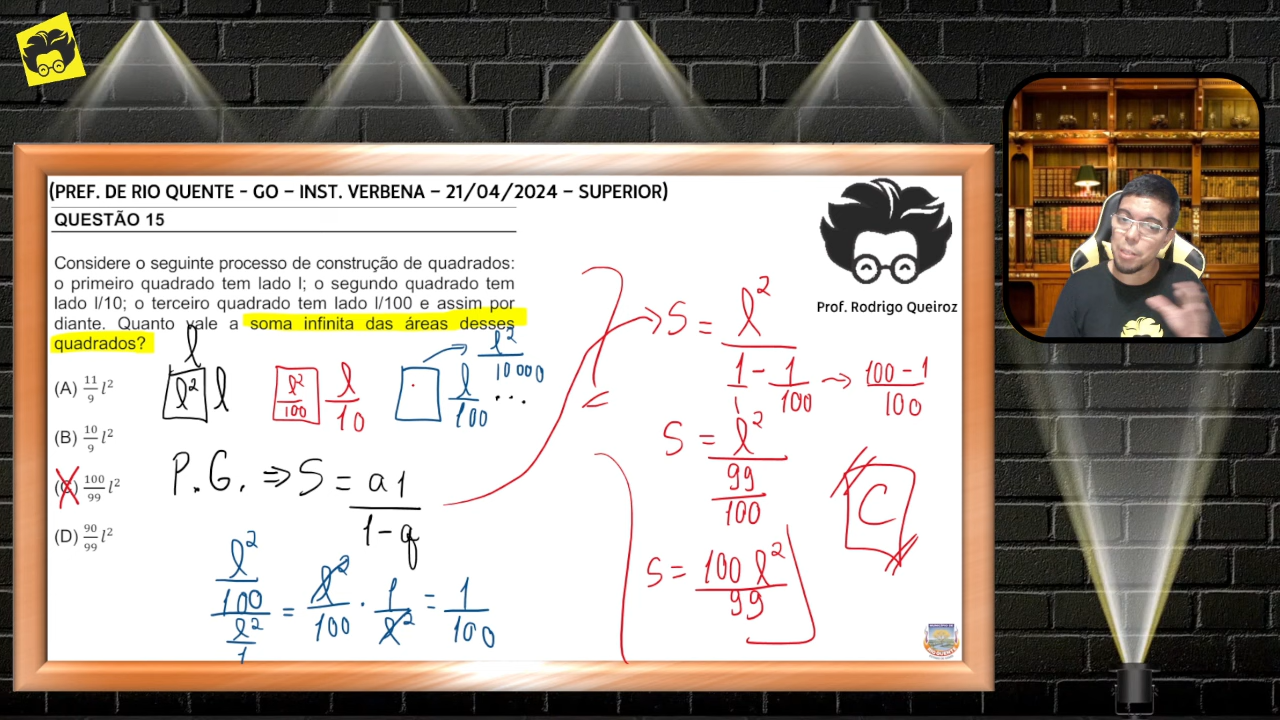 (PREF. DE RIO QUENTE - GO – INST. VERBENA – 21/04/2024 – SUPERIOR)
QUESTÃO 15
Considere o seguinte processo de construção de quadrados:
o primeiro quadrado tem lado l; o segundo quadrado tem
lado l/10; o terceiro quadrado tem lado l/100 e assim por
diante. Quanto vale a soma infinita das áreas desses
quadrados?
(A) 11/9 l²
(B) 10/9 l²
(C) 100/99 l²
(D) 90/99 l²
l
l² l
l²/100 l/10
l/100 ...
l²/10000
P.G. ⇒ S = a1/(1-q)
l²/100 / l²/1 = l²/100 · 1/l² = 1/100
Prof. Rodrigo Queiroz
S = l²/(1 - 1/100) → (100 - 1)/100
S = l²/(99/100)
S = 100 l²/99
C